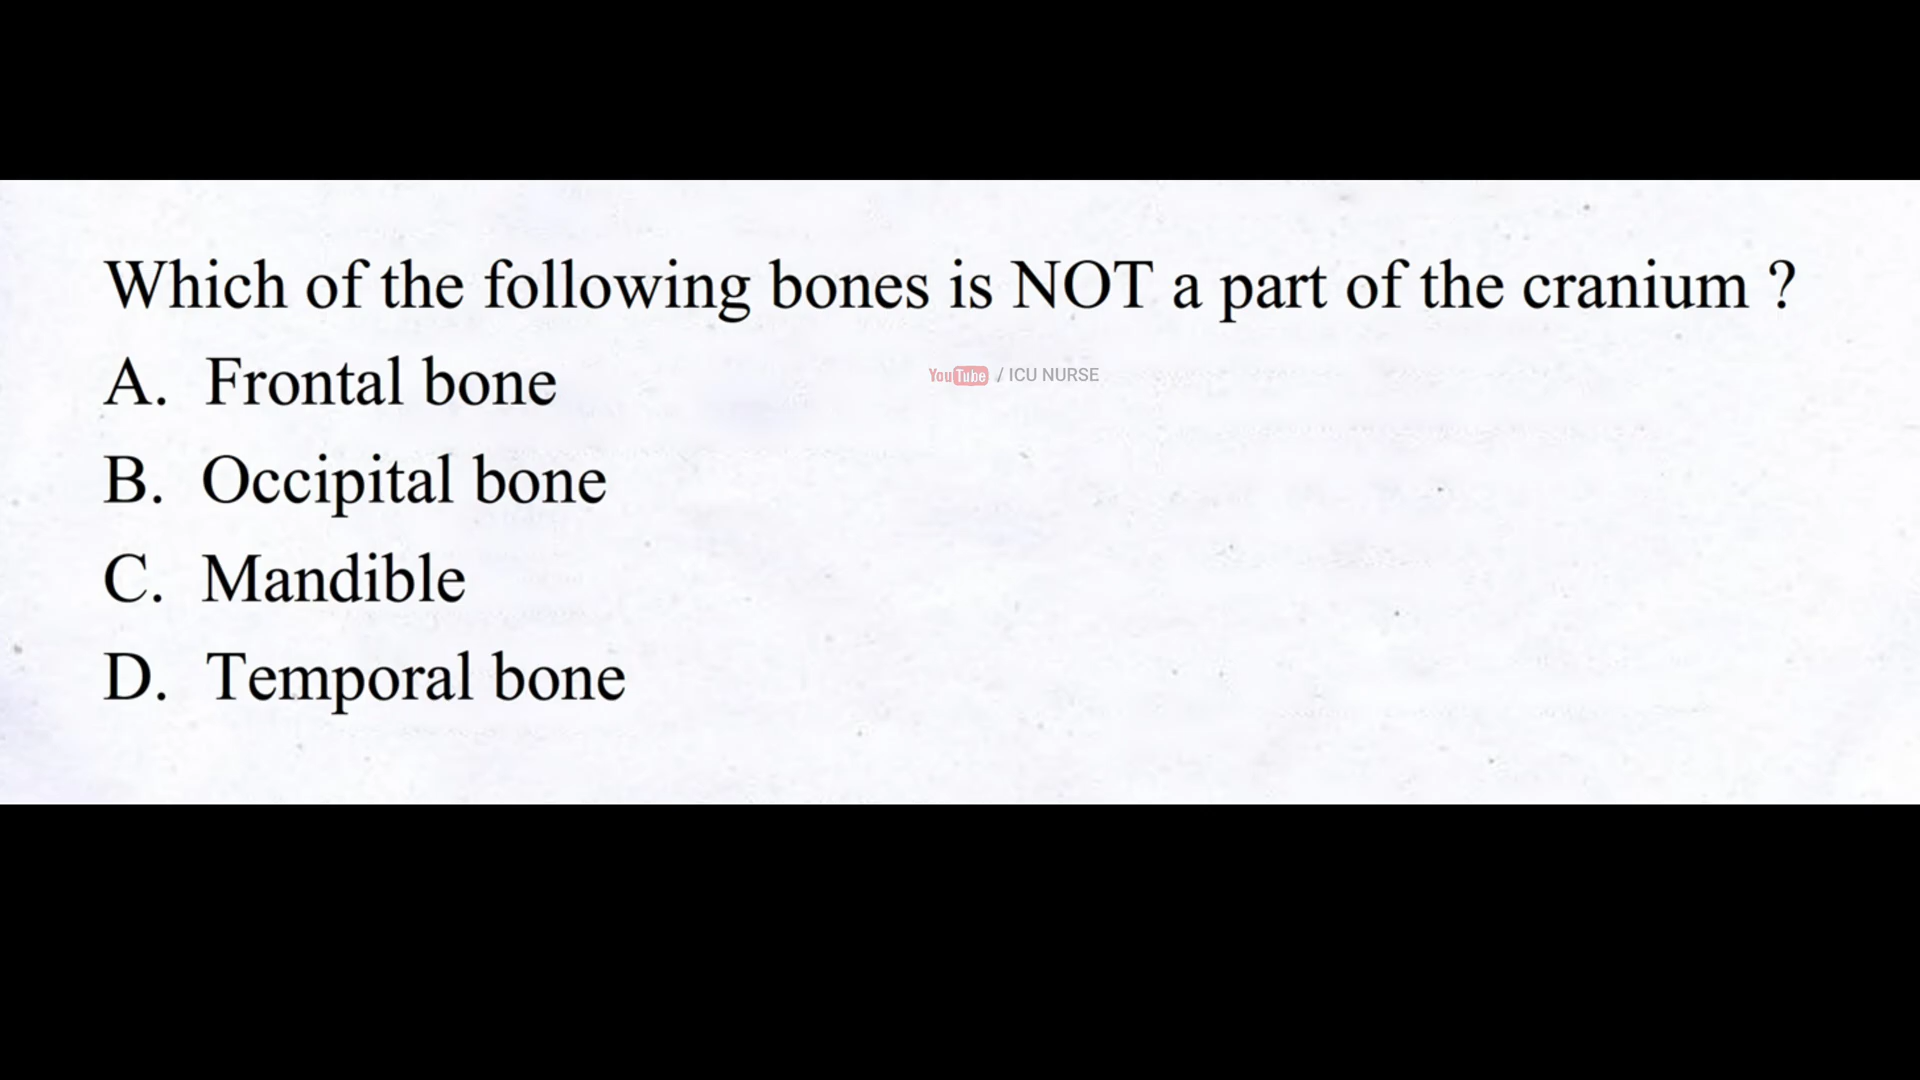 Which of the following bones is NOT a part of the cranium ?
A. Frontal bone
YouTube / ICU NURSE
B. Occipital bone
C. Mandible
D. Temporal bone